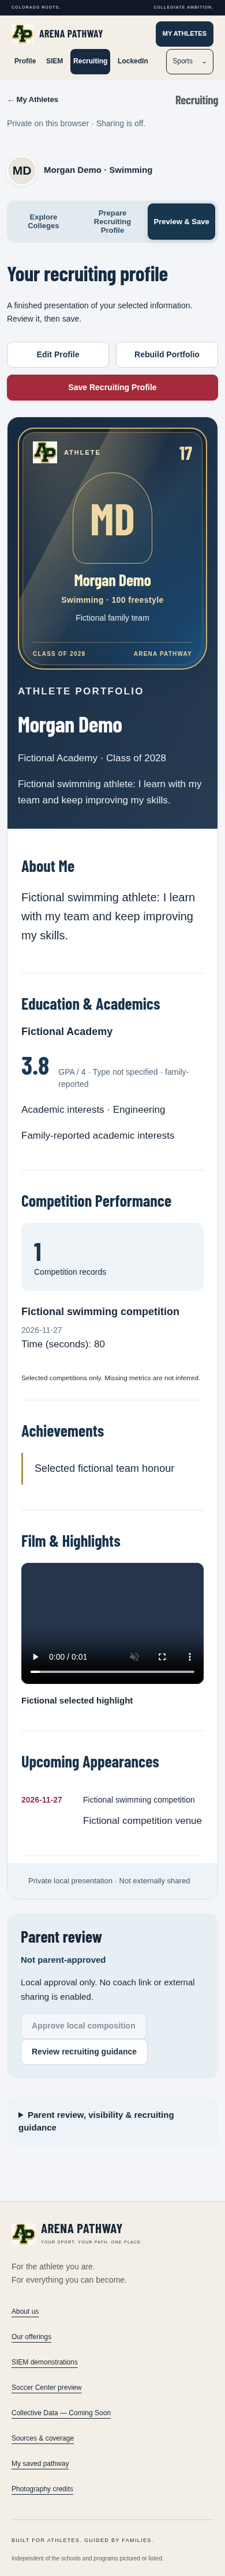 COLORADO ROOTS.
COLLEGIATE AMBITION.
AP
ARENA PATHWAY
MY ATHLETES
Profile
SIEM
Recruiting
LockedIn
Sports
← My Athletes
Recruiting
Private on this browser · Sharing is off.
MD
Morgan Demo · Swimming
Explore
Colleges
Prepare
Recruiting
Profile
Preview & Save
Your recruiting profile
A finished presentation of your selected information.
Review it, then save.
Edit Profile
Rebuild Portfolio
Save Recruiting Profile
AP
ATHLETE
17
MD
Morgan Demo
Swimming · 100 freestyle
Fictional family team
CLASS OF 2028
ARENA PATHWAY
ATHLETE PORTFOLIO
Morgan Demo
Fictional Academy · Class of 2028
Fictional swimming athlete: I learn with my
team and keep improving my skills.
About Me
Fictional swimming athlete: I learn
with my team and keep improving
my skills.
Education & Academics
Fictional Academy
3.8
GPA / 4 · Type not specified · family-
reported
Academic interests · Engineering
Family-reported academic interests
Competition Performance
1
Competition records
Fictional swimming competition
2026-11-27
Time (seconds): 80
Selected competitions only. Missing metrics are not inferred.
Achievements
Selected fictional team honour
Film & Highlights
0:00 / 0:01
Fictional selected highlight
Upcoming Appearances
2026-11-27
Fictional swimming competition
Fictional competition venue
Private local presentation · Not externally shared
Parent review
Not parent-approved
Local approval only. No coach link or external
sharing is enabled.
Approve local composition
Review recruiting guidance
▶ Parent review, visibility & recruiting
guidance
AP
ARENA PATHWAY
YOUR SPORT. YOUR PATH. ONE PLACE.
For the athlete you are.
For everything you can become.
About us
Our offerings
SIEM demonstrations
Soccer Center preview
Collective Data — Coming Soon
Sources & coverage
My saved pathway
Photography credits
BUILT FOR ATHLETES. GUIDED BY FAMILIES.
Independent of the schools and programs pictured or listed.